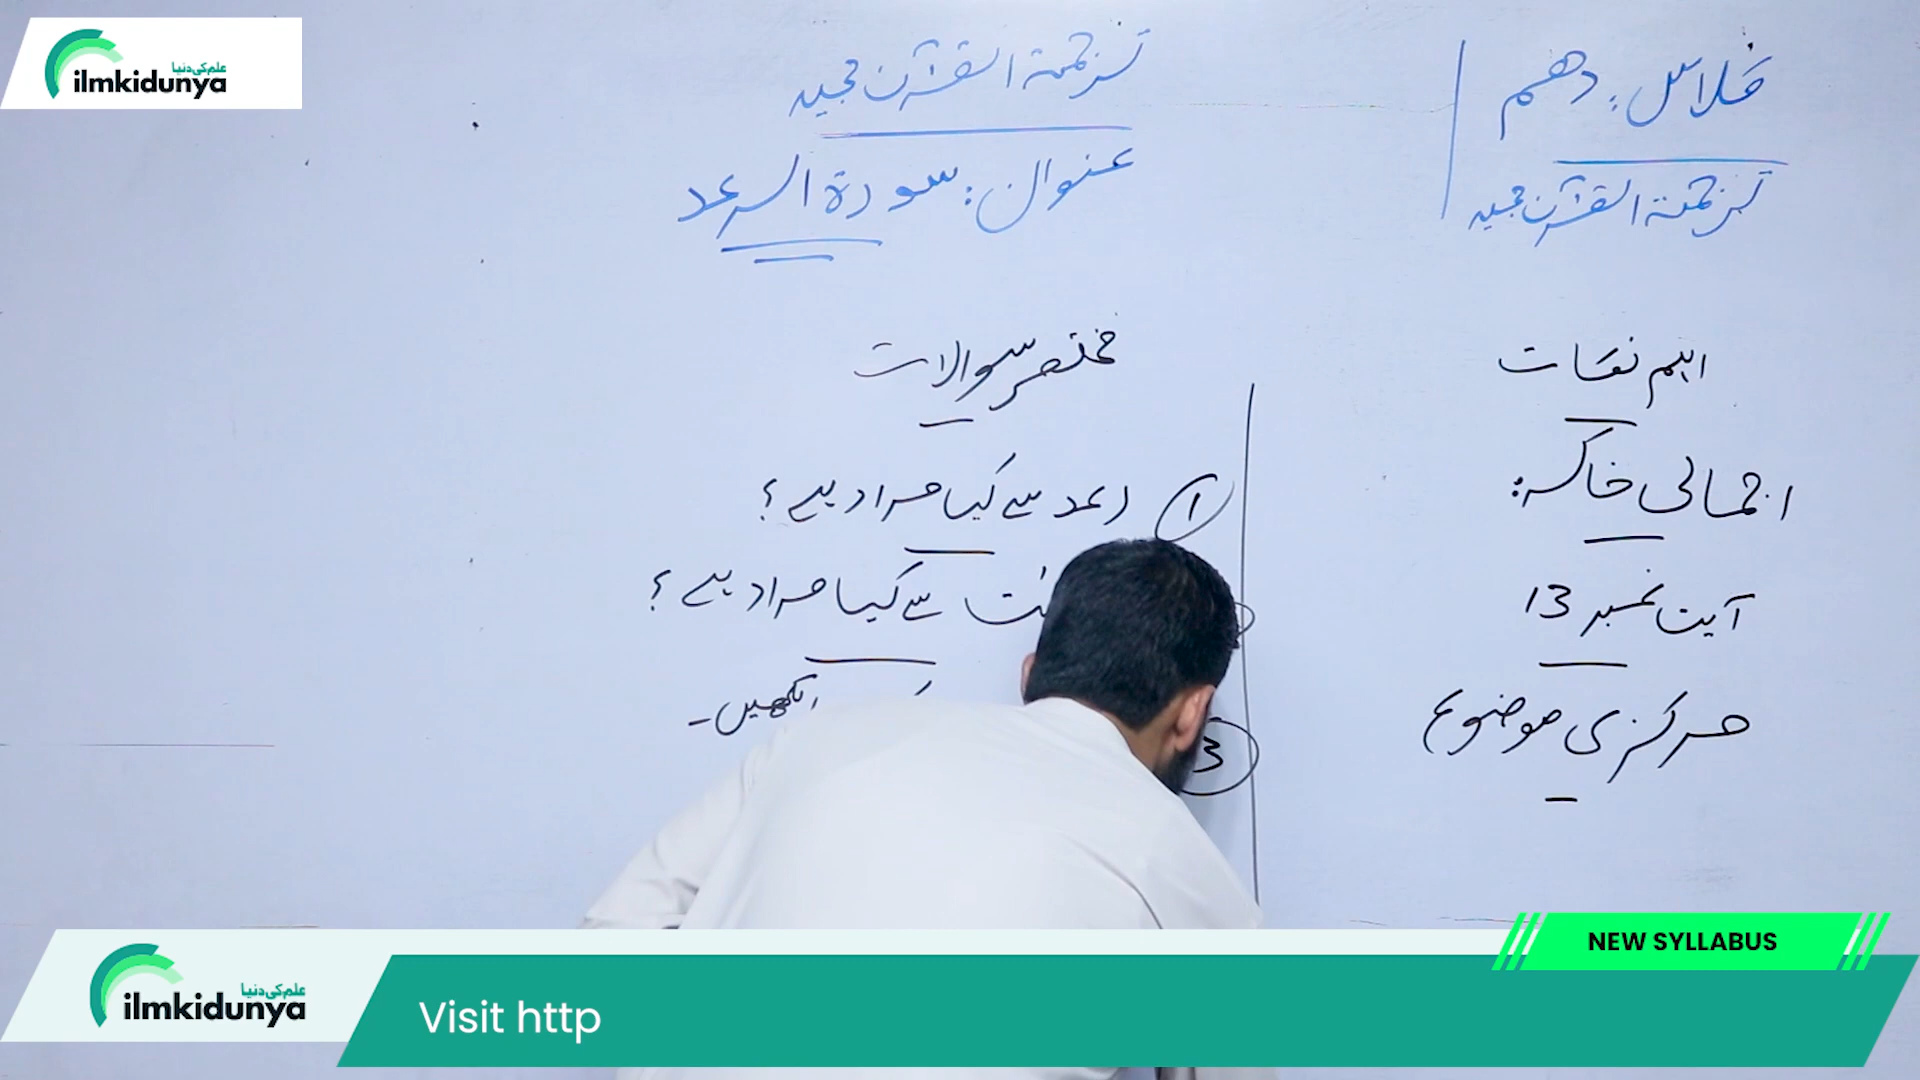 علم کی دنیا
ilmkidunya
کلاس: دھم
ترجمۃ القرآن مجید
ترجمۃ القرآن مجید
عنوان: سورۃ الرعد
اہم نقات
اجمالی خاکہ:
آیت نمبر 13
مرکزی موضوع
مختصر سوالات
۱ رعد سے کیا مراد ہے؟
سے کیا مراد ہے؟
3 لکھیں۔
NEW SYLLABUS
علم کی دنیا
ilmkidunya
Visit http